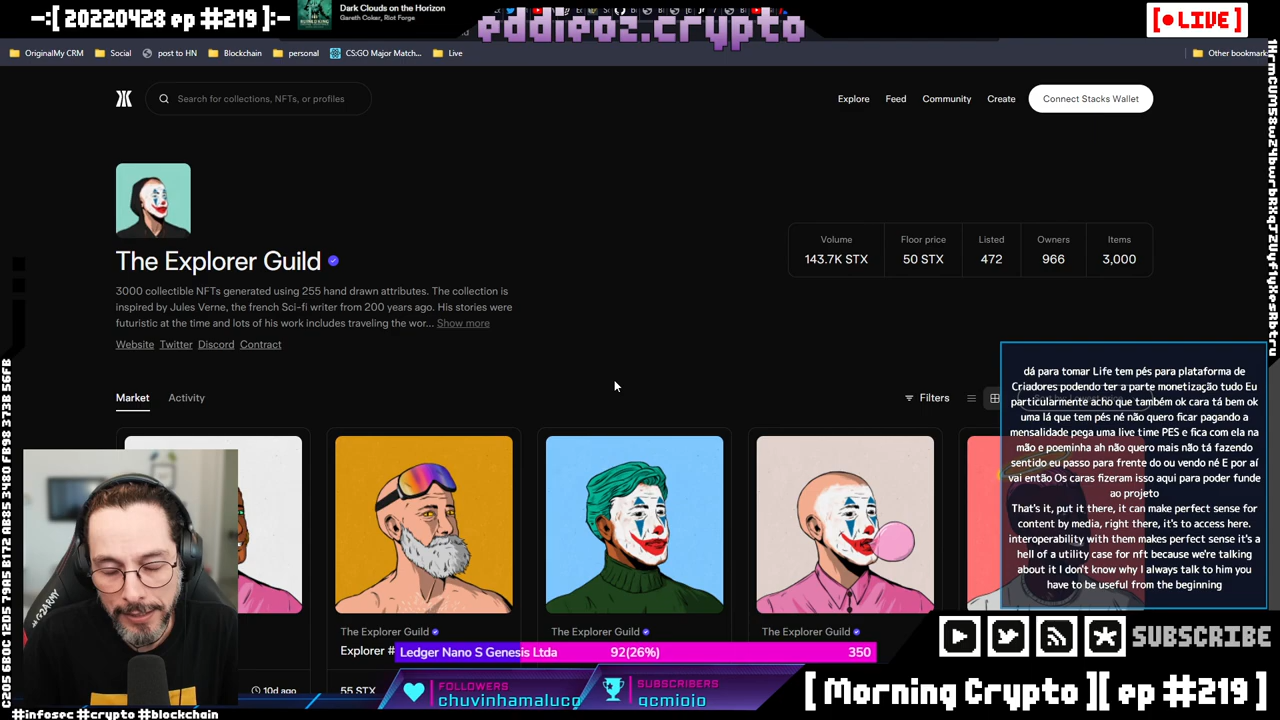 -:[ 20220428 ep #219 ]:-
Dark Clouds on the Horizon
Gareth Coker, Riot Forge
eddieoz.crypto
[● LIVE ]
OriginalMy CRM
Social
post to HN
Blockchain
personal
CS:GO Major Match...
Live
Other bookmark
Search for collections, NFTs, or profiles
Explore
Feed
Community
Create
Connect Stacks Wallet
The Explorer Guild
3000 collectible NFTs generated using 255 hand drawn attributes. The collection is
inspired by Jules Verne, the french Sci-fi writer from 200 years ago. His stories were
futuristic at the time and lots of his work includes traveling the wor... Show more
Website Twitter Discord Contract
Volume
143.7K STX
Floor price
50 STX
Listed
472
Owners
966
Items
3,000
Market
Activity
Filters
dá para tomar Life tem pés para plataforma de
Criadores podendo ter a parte monetização tudo Eu
particularmente acho que também ok cara tá bem ok
uma lá que tem pés né não quero ficar pagando a
mensalidade pega uma live time PES e fica com ela na
mão e poeminha ah não quero mais não tá fazendo
sentido eu passo para frente do ou vendo né E por aí
vai então Os caras fizeram isso aqui para poder funde
ao projeto
That's it, put it there, it can make perfect sense for
content by media, right there, it's to access here.
interoperability with them makes perfect sense it's a
hell of a utility case for nft because we're talking
about it I don't know why I always talk to him you
have to be useful from the beginning
The Explorer Guild
The Explorer Guild
The Explorer Guild
Explorer #
Ledger Nano S Genesis Ltda
92(26%)
350
10d ago
55 STX
FOLLOWERS
chuvinhamaluco
SUBSCRIBERS
gcmiojo
SUBSCRIBE
[ Morning Crypto ][ ep #219 ]
#infosec #crypto #blockchain